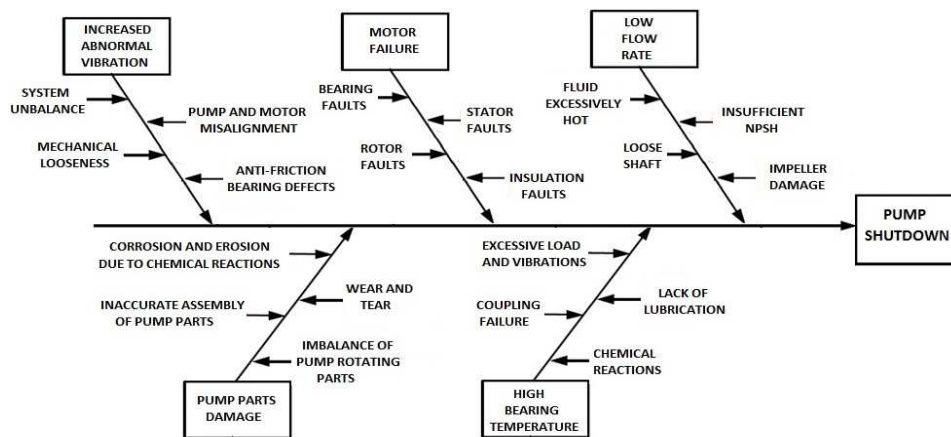 INCREASED
ABNORMAL
VIBRATION
MOTOR
FAILURE
LOW
FLOW
RATE
SYSTEM
UNBALANCE
PUMP AND MOTOR
MISALIGNMENT
MECHANICAL
LOOSENESS
ANTI-FRICTION
BEARING DEFECTS
BEARING
FAULTS
STATOR
FAULTS
ROTOR
FAULTS
INSULATION
FAULTS
FLUID
EXCESSIVELY
HOT
INSUFFICIENT
NPSH
LOOSE
SHAFT
IMPELLER
DAMAGE
PUMP
SHUTDOWN
CORROSION AND EROSION
DUE TO CHEMICAL REACTIONS
WEAR AND
TEAR
INACCURATE ASSEMBLY
OF PUMP PARTS
IMBALANCE OF
PUMP ROTATING
PARTS
PUMP PARTS
DAMAGE
EXCESSIVE LOAD
AND VIBRATIONS
LACK OF
LUBRICATION
COUPLING
FAILURE
CHEMICAL
REACTIONS
HIGH
BEARING
TEMPERATURE